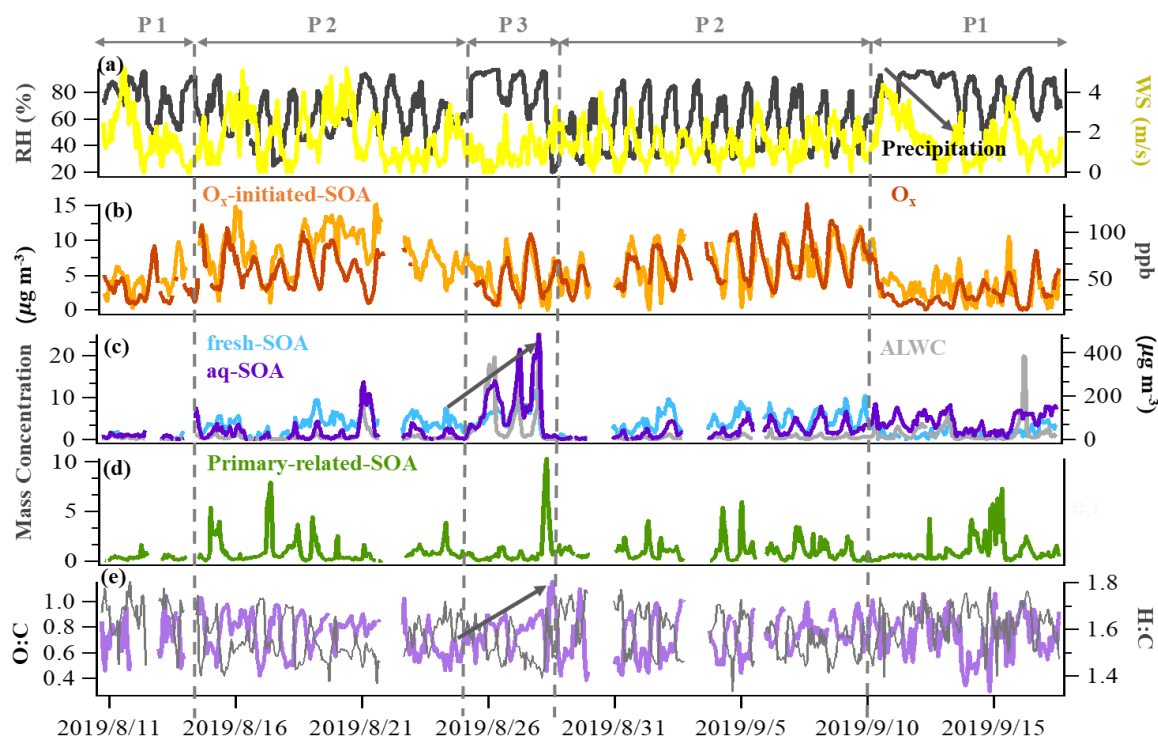 P 1 P 2 P 3 P 2 P1
(a)
RH (%)
80
60
40
20
WS (m/s)
4
2
0
Precipitation
(b)
Ox-initiated-SOA
Ox
15
10
5
0
ppb
100
50
Mass Concentration (μg m-3)
(c)
fresh-SOA
aq-SOA
ALWC
20
10
0
(μg m-3)
400
200
0
(d)
Primary-related-SOA
10
5
0
(e)
O:C
1.0
0.8
0.6
0.4
H:C
1.8
1.6
1.4
2019/8/11 2019/8/16 2019/8/21 2019/8/26 2019/8/31 2019/9/5 2019/9/10 2019/9/15